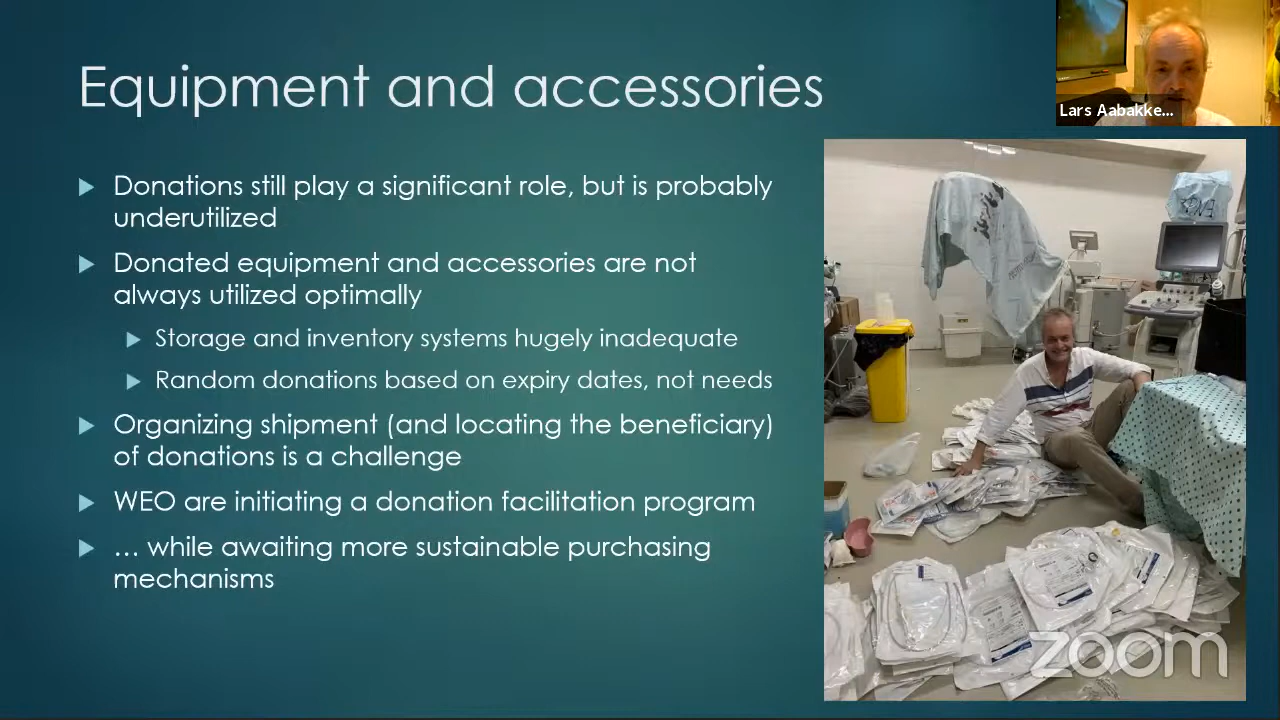 Equipment and accessories
Lars Aabakke...
Donations still play a significant role, but is probably
underutilized
Donated equipment and accessories are not
always utilized optimally
Storage and inventory systems hugely inadequate
Random donations based on expiry dates, not needs
Organizing shipment (and locating the beneficiary)
of donations is a challenge
WEO are initiating a donation facilitation program
… while awaiting more sustainable purchasing
mechanisms
zoom